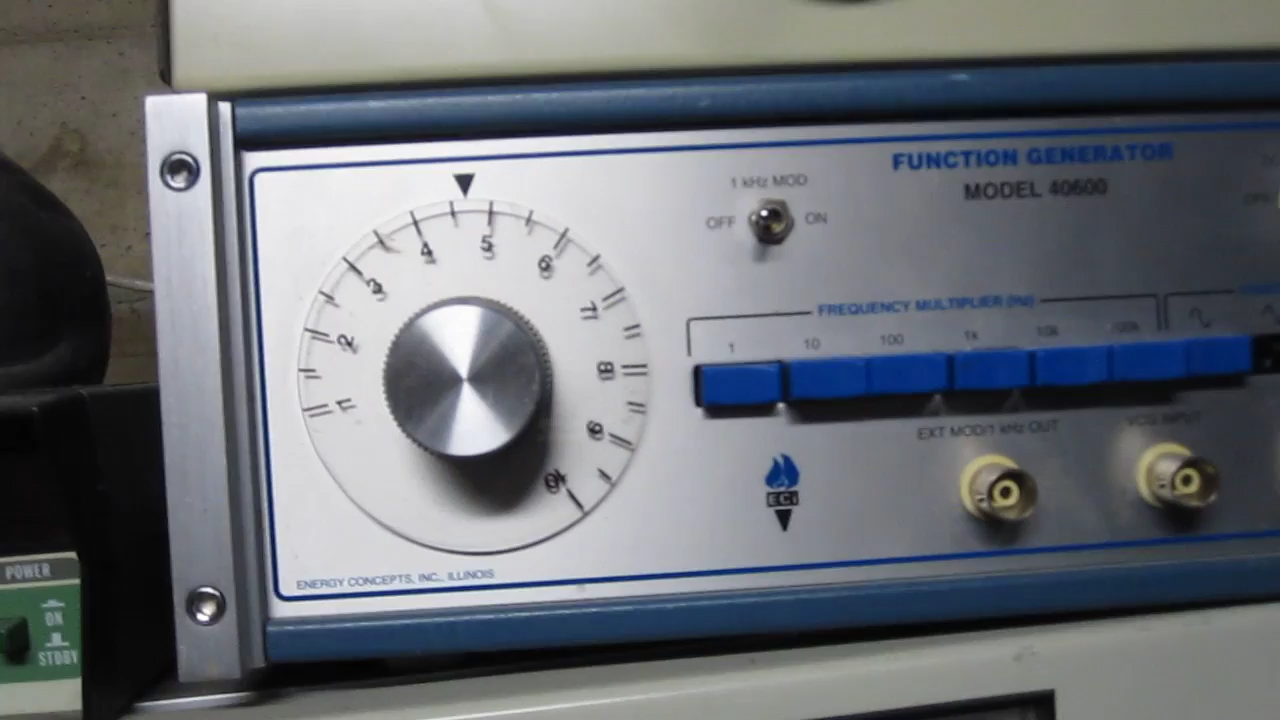 FUNCTION GENERATOR
MODEL 40600
1 kHz MOD
OFF ON
1 2 3 4 5 6 7 8 9 10
FREQUENCY MULTIPLIER (Hz)
1 10 100 1k 10k 100k
EXT MOD/1 kHz OUT
VCG INPUT
ECI
ENERGY CONCEPTS, INC., ILLINOIS
POWER
ON
STDBY